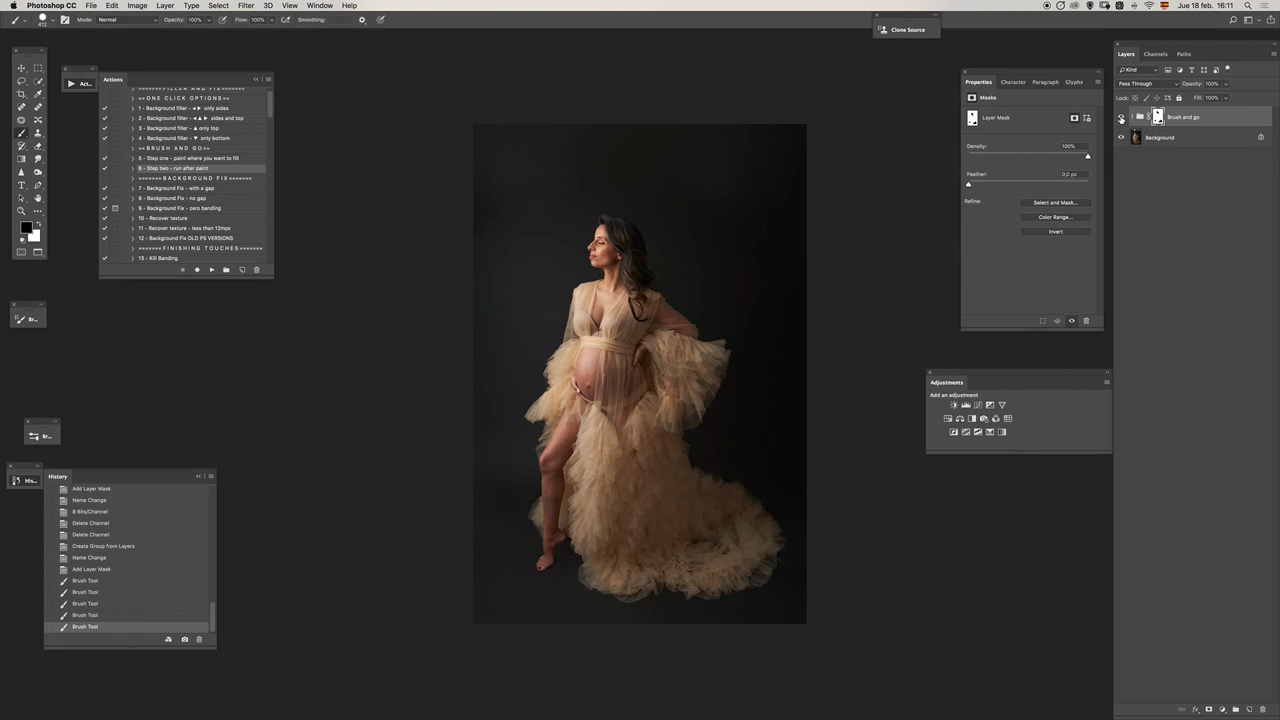 Photoshop CC File Edit Image Layer Type Select Filter 3D View Window Help
Jue 18 feb. 16:11
412 Mode: Normal Opacity: 100% Flow: 100% Smoothing:
Clone Source
Act...
Actions
=======FILLER AND FIX=======
==ONE CLICK OPTIONS==
1 - Background filler - ◄ ► only sides
2 - Background filler - ◄ ▲ ► sides and top
3 - Background filler - ▲ only top
4 - Background filler - ▼ only bottom
==BRUSH AND GO==
5 - Step one - paint where you want to fill
6 - Step two - run after paint
=======BACKGROUND FIX=======
7 - Background Fix - with a gap
8 - Background Fix - no gap
9 - Background Fix - zero banding
10 - Recover texture
11 - Recover texture - less than 12mpx
12 - Background Fix OLD PS VERSIONS
=======FINISHING TOUCHES=======
13 - Kill Banding
Br...
Br...
His...
History
Add Layer Mask
Name Change
8 Bits/Channel
Delete Channel
Delete Channel
Create Group from Layers
Name Change
Add Layer Mask
Brush Tool
Brush Tool
Brush Tool
Brush Tool
Brush Tool
Properties Character Paragraph Glyphs
Masks
Layer Mask
Density: 100%
Feather: 0,0 px
Refine: Select and Mask...
Color Range...
Invert
Adjustments
Add an adjustment
Layers Channels Paths
Kind
Pass Through Opacity: 100%
Lock: Fill: 100%
Brush and go
Background